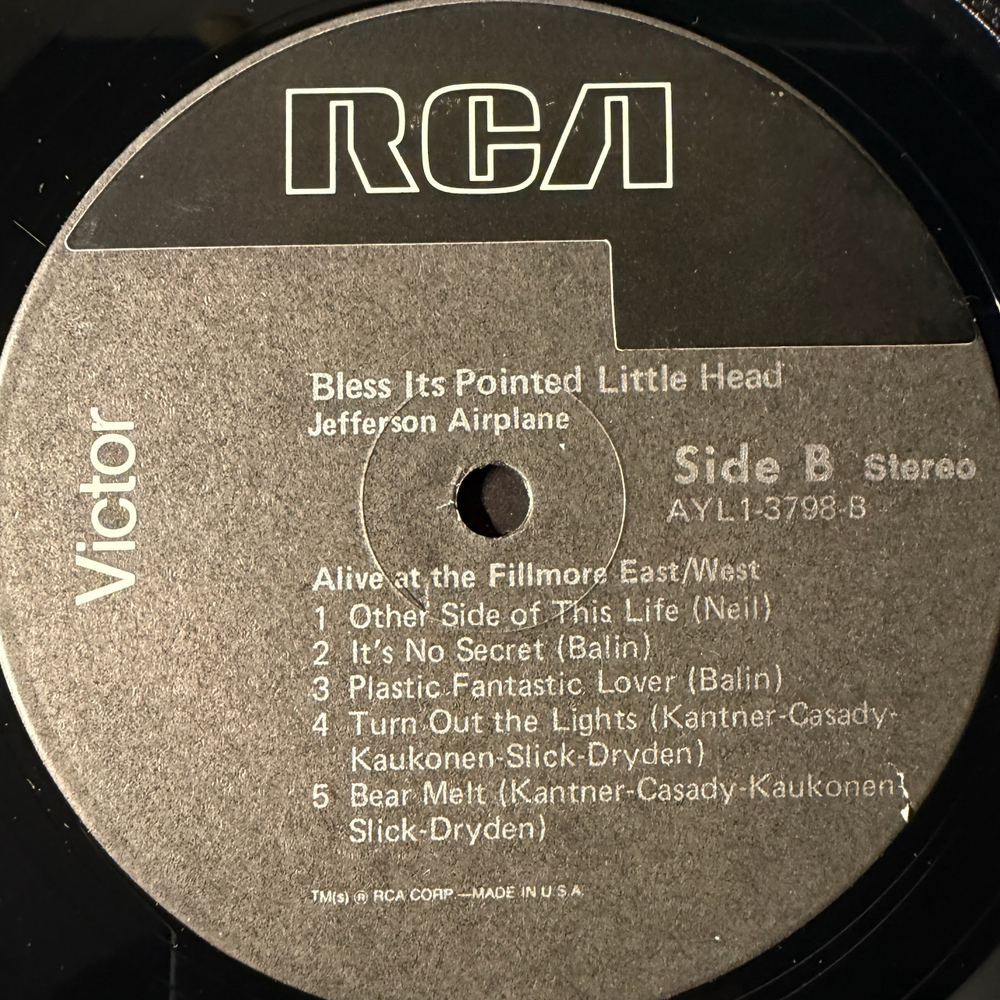 RCA
Victor
Bless Its Pointed Little Head
Jefferson Airplane
Side B Stereo
AYL1-3798-B
Alive at the Fillmore East/West
1 Other Side of This Life (Neil)
2 It's No Secret (Balin)
3 Plastic Fantastic Lover (Balin)
4 Turn Out the Lights (Kantner-Casady-
Kaukonen-Slick-Dryden)
5 Bear Melt (Kantner-Casady-Kaukonen-
Slick-Dryden)
TM(s) ® RCA CORP.—MADE IN U.S.A.